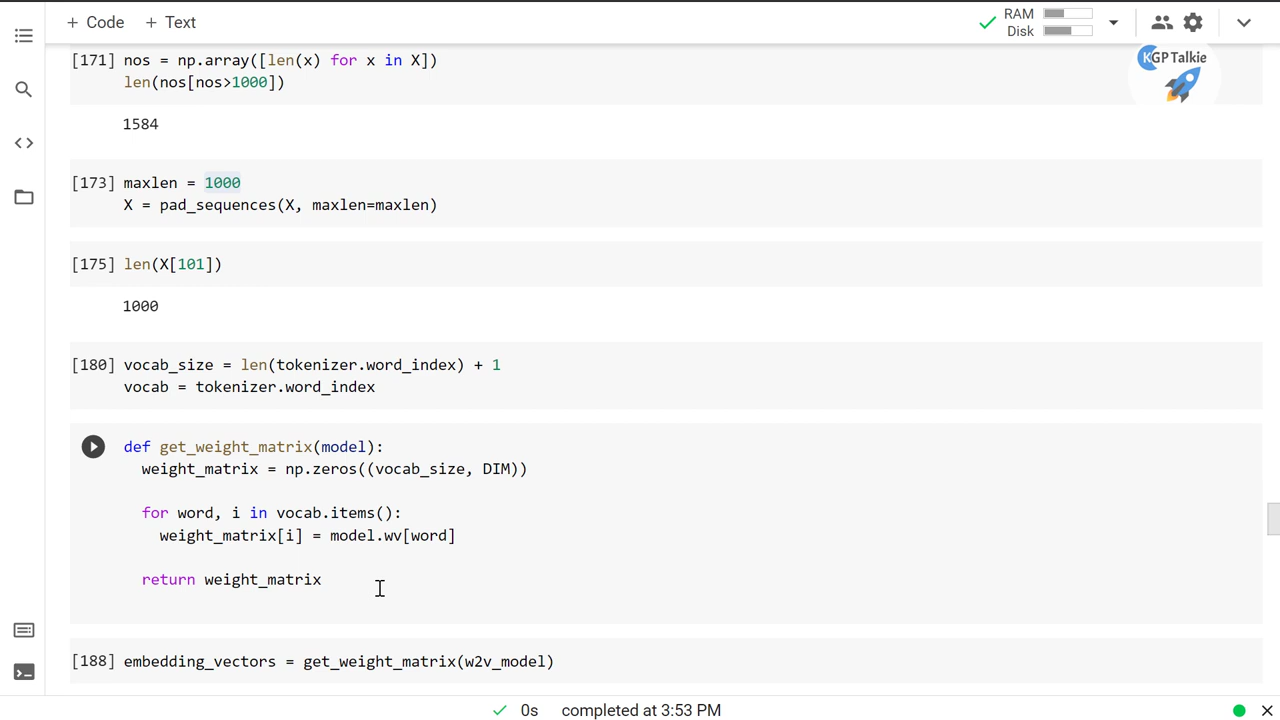 + Code + Text
RAM
Disk
KGP Talkie
[171] nos = np.array([len(x) for x in X])
len(nos[nos>1000])
1584
[173] maxlen = 1000
X = pad_sequences(X, maxlen=maxlen)
[175] len(X[101])
1000
[180] vocab_size = len(tokenizer.word_index) + 1
vocab = tokenizer.word_index
def get_weight_matrix(model):
weight_matrix = np.zeros((vocab_size, DIM))
for word, i in vocab.items():
weight_matrix[i] = model.wv[word]
return weight_matrix
[188] embedding_vectors = get_weight_matrix(w2v_model)
0s completed at 3:53 PM